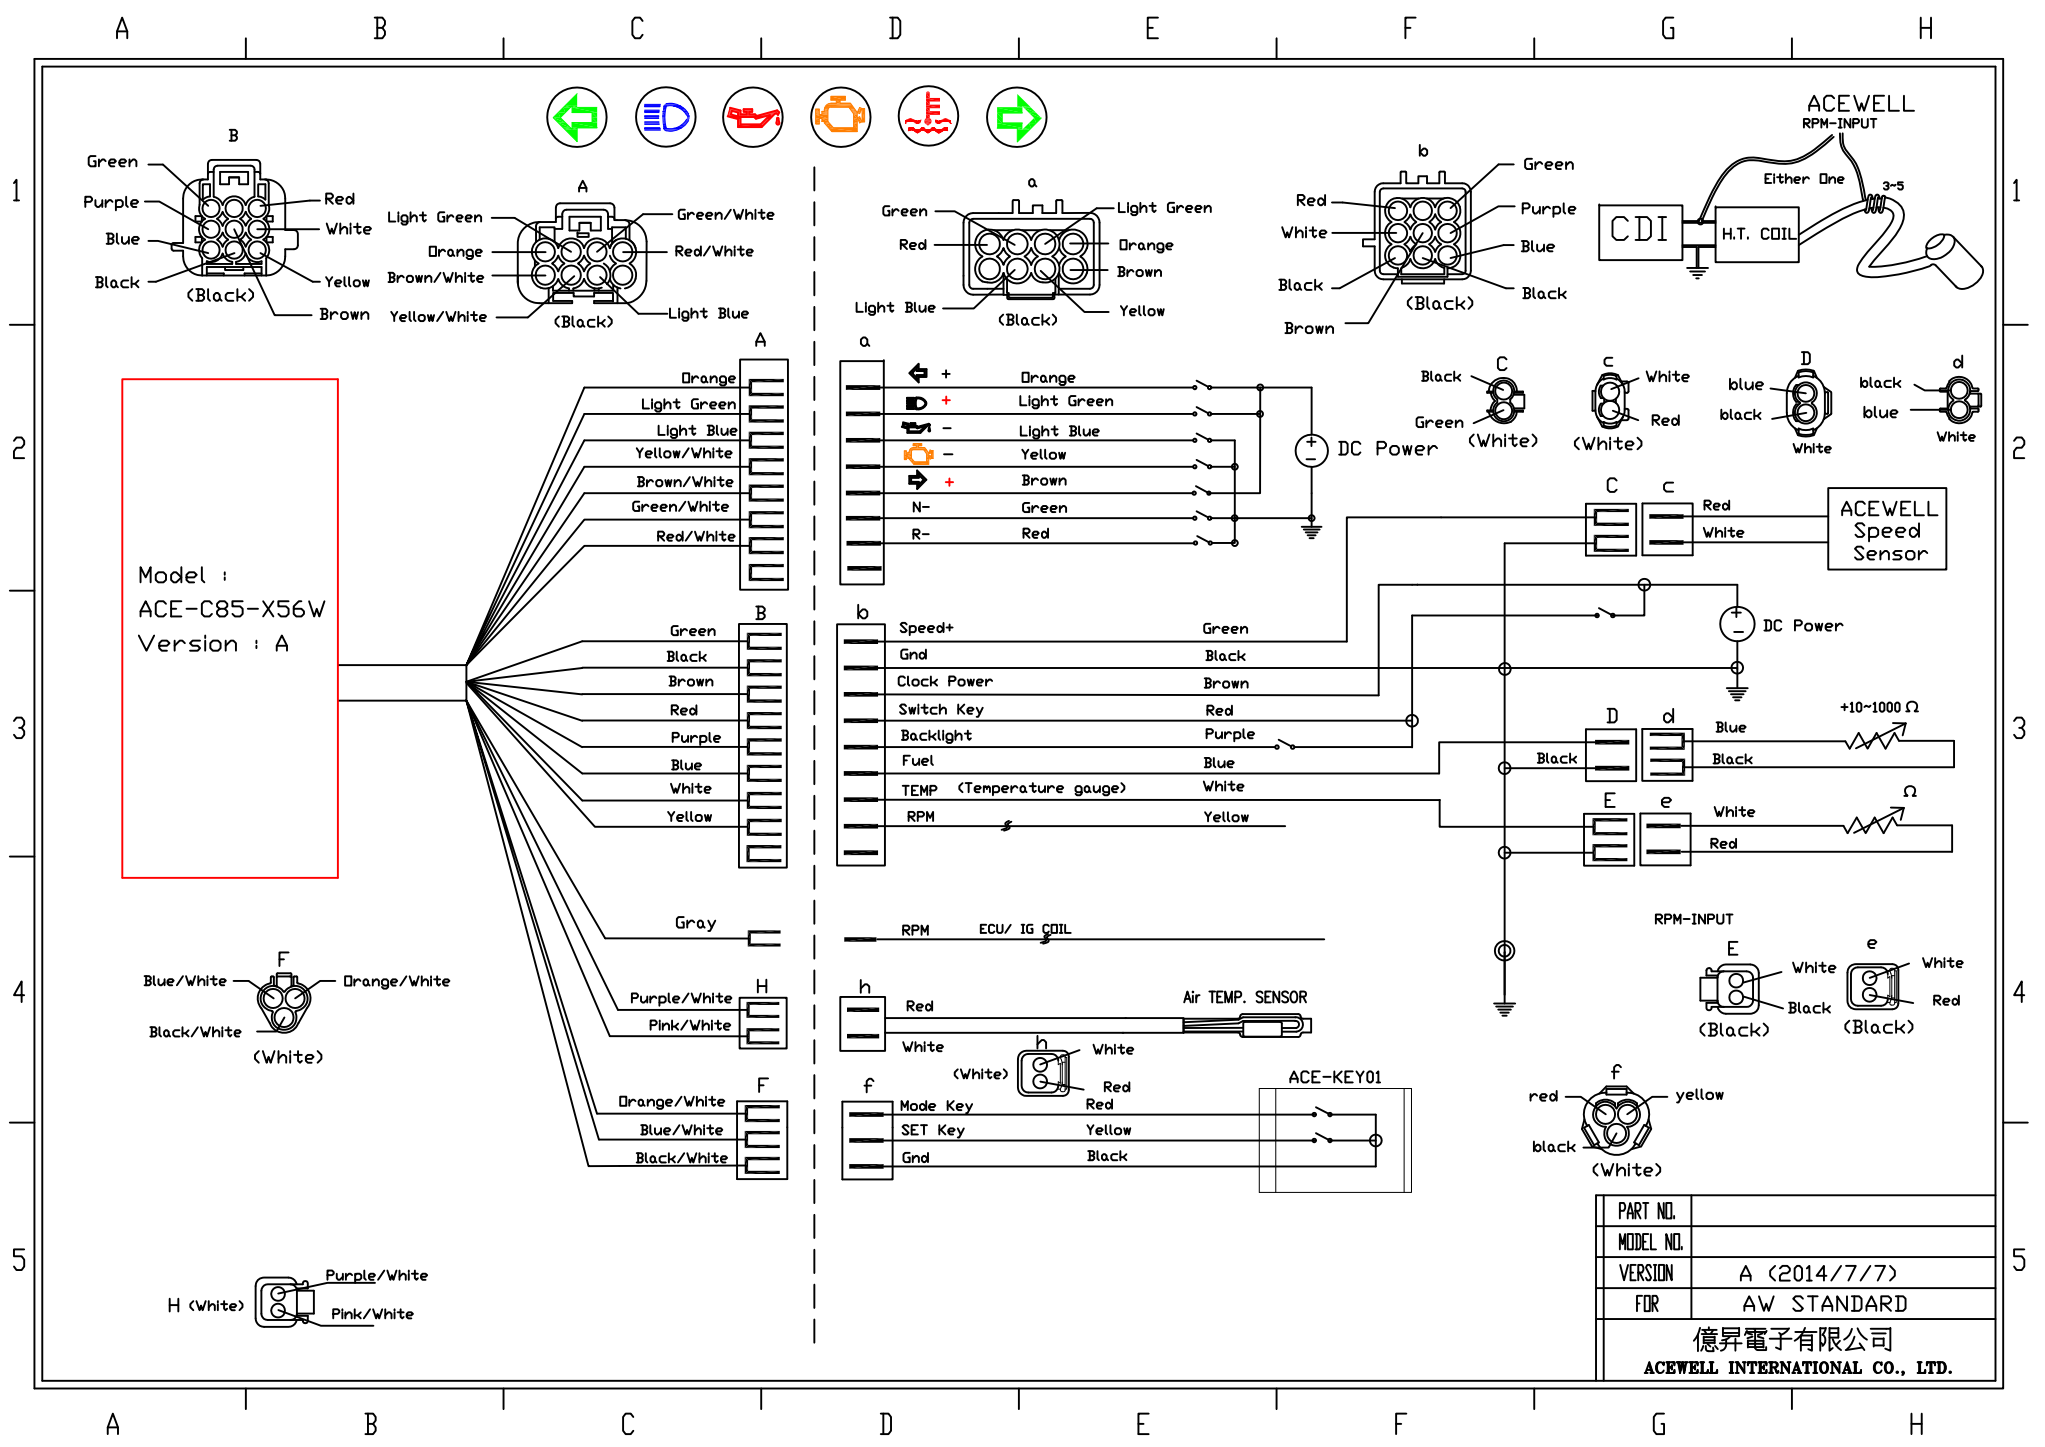 A B C D E F G H
1
2
3
4
5
1
2
3
4
5
A B C D E F G H
B
Green
Purple
Blue
Black
Red
White
Yellow
Brown
(Black)
A
Light Green
Orange
Brown/White
Yellow/White
Green/White
Red/White
Light Blue
(Black)
a
Green
Red
Light Blue
Light Green
Orange
Brown
Yellow
(Black)
b
Red
White
Black
Brown
Green
Purple
Blue
Black
(Black)
ACEWELL
RPM-INPUT
Either One
3~5
CDI
H.T. COIL
Model :
ACE-C85-X56W
Version : A
A
Orange
Light Green
Light Blue
Yellow/White
Brown/White
Green/White
Red/White
a
+ Orange
+ Light Green
- Light Blue
- Yellow
+ Brown
N- Green
R- Red
+
-
DC Power
C
Black
Green
(White)
c
White
Red
(White)
D
blue
black
White
d
black
blue
White
C c
Red
White
ACEWELL
Speed
Sensor
B
Green
Black
Brown
Red
Purple
Blue
White
Yellow
b
Speed+ Green
Gnd Black
Clock Power Brown
Switch Key Red
Backlight Purple
Fuel Blue
TEMP (Temperature gauge) White
RPM Yellow
+
-
DC Power
D d
Black
Blue
Black
+10~1000 Ω
E e
White
Red
Ω
Gray
RPM ECU/ IG COIL
RPM-INPUT
F
Blue/White
Orange/White
Black/White
(White)
H
Purple/White
Pink/White
h
Red
White
Air TEMP. SENSOR
h
(White)
White
Red
E
White
Black
(Black)
e
White
Red
(Black)
F
Orange/White
Blue/White
Black/White
f
Mode Key Red
SET Key Yellow
Gnd Black
ACE-KEY01
f
red
yellow
black
(White)
H (White)
Purple/White
Pink/White
PART NO.
MODEL NO.
VERSION A (2014/7/7)
FOR AW STANDARD
億昇電子有限公司
ACEWELL INTERNATIONAL CO., LTD.